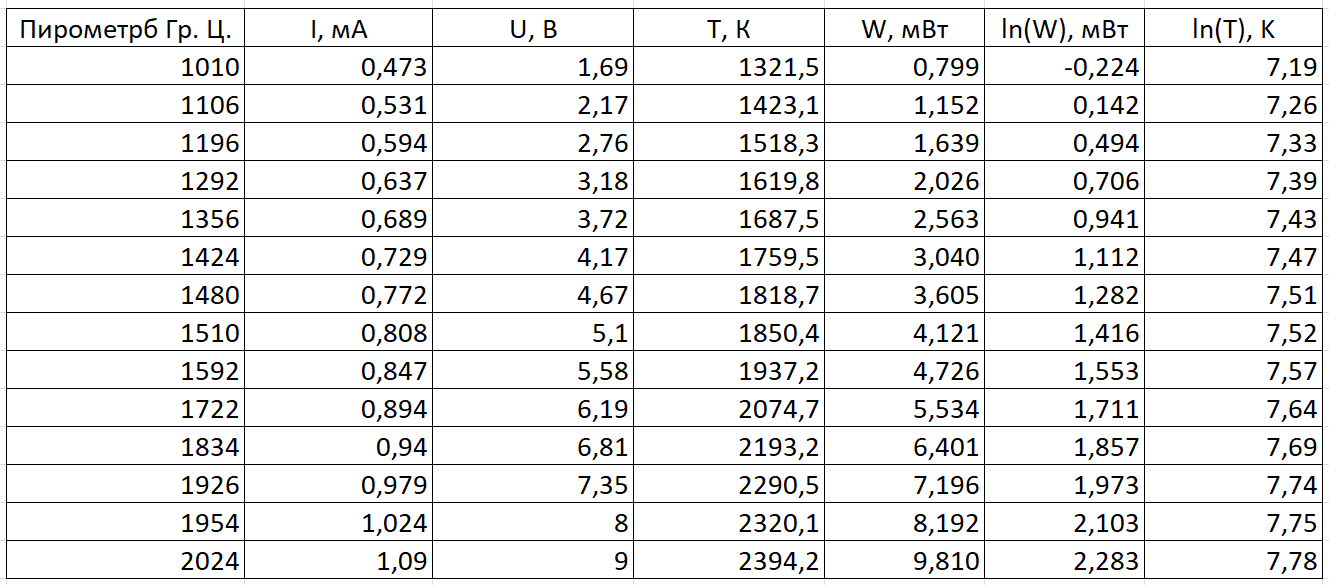 Пирометрб Гр. Ц. I, мА U, В T, К W, мВт ln(W), мВт ln(T), К
1010 0,473 1,69 1321,5 0,799 -0,224 7,19
1106 0,531 2,17 1423,1 1,152 0,142 7,26
1196 0,594 2,76 1518,3 1,639 0,494 7,33
1292 0,637 3,18 1619,8 2,026 0,706 7,39
1356 0,689 3,72 1687,5 2,563 0,941 7,43
1424 0,729 4,17 1759,5 3,040 1,112 7,47
1480 0,772 4,67 1818,7 3,605 1,282 7,51
1510 0,808 5,1 1850,4 4,121 1,416 7,52
1592 0,847 5,58 1937,2 4,726 1,553 7,57
1722 0,894 6,19 2074,7 5,534 1,711 7,64
1834 0,94 6,81 2193,2 6,401 1,857 7,69
1926 0,979 7,35 2290,5 7,196 1,973 7,74
1954 1,024 8 2320,1 8,192 2,103 7,75
2024 1,09 9 2394,2 9,810 2,283 7,78